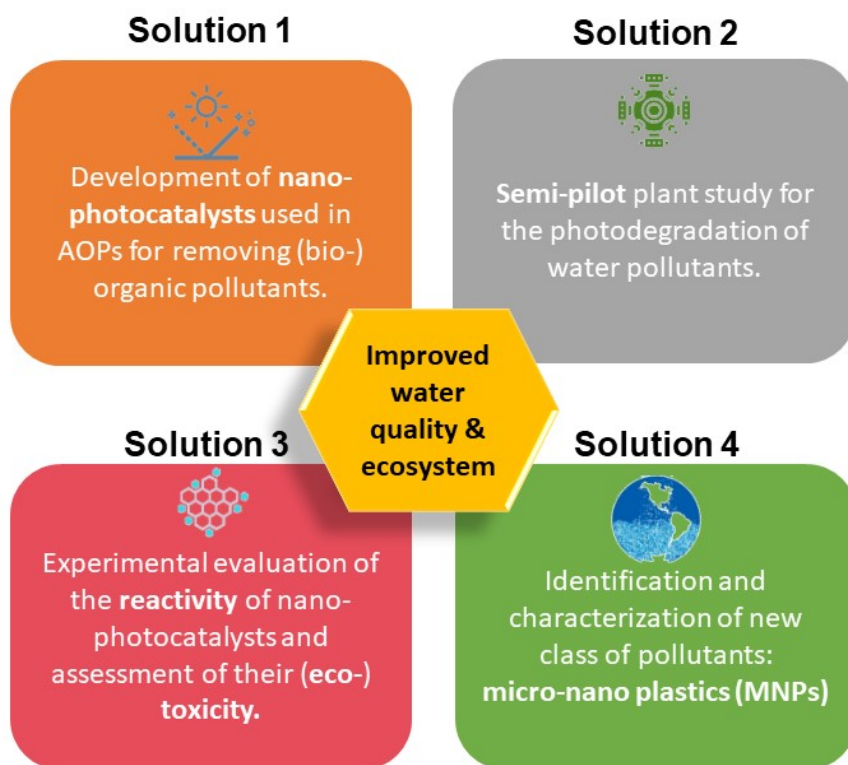 Solution 1
Development of nano-
photocatalysts used in
AOPs for removing (bio-)
organic pollutants.
Solution 2
Semi-pilot plant study for
the photodegradation of
water pollutants.
Improved
water
quality &
ecosystem
Solution 3
Experimental evaluation of
the reactivity of nano-
photocatalysts and
assessment of their (eco-)
toxicity.
Solution 4
Identification and
characterization of new
class of pollutants:
micro-nano plastics (MNPs)